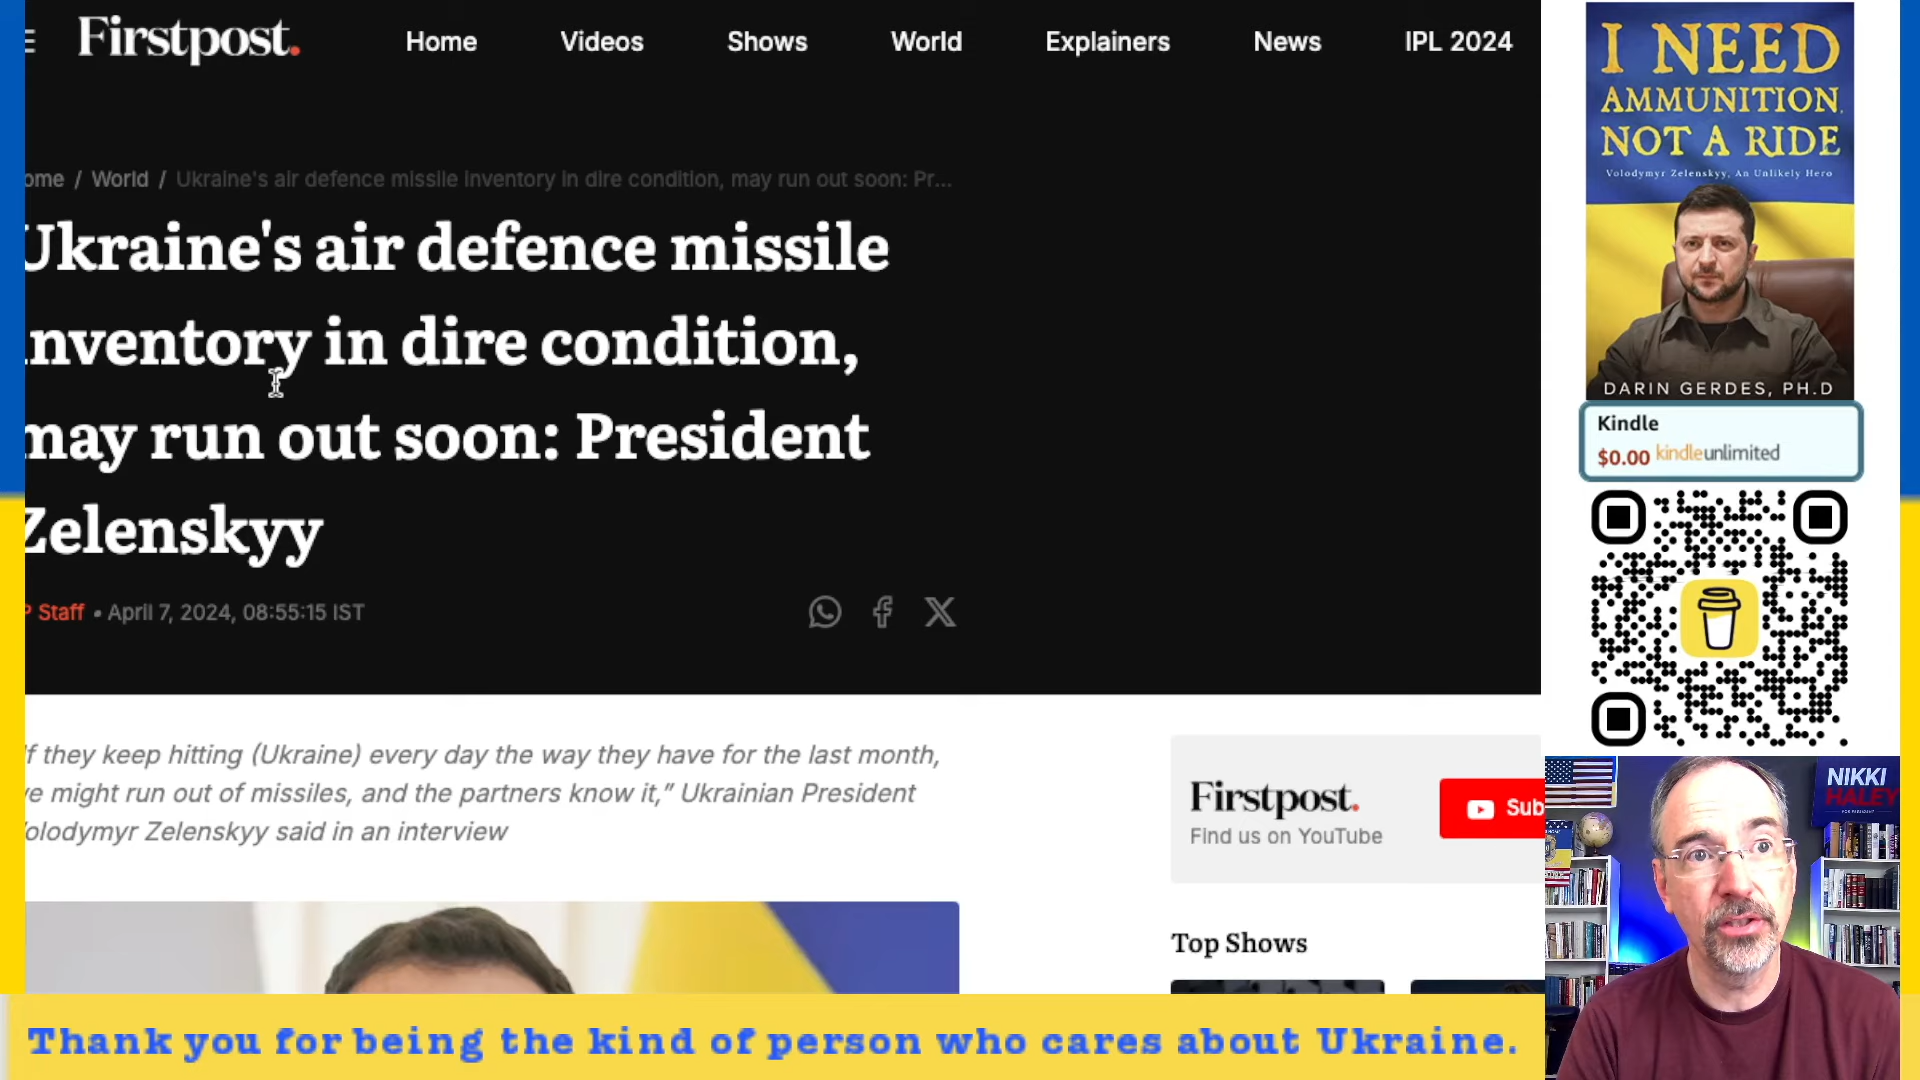 Firstpost.
Home Videos Shows World Explainers News IPL 2024
ome / World / Ukraine's air defence missile inventory in dire condition, may run out soon: Pr...
Ukraine's air defence missile
inventory in dire condition,
may run out soon: President
Zelenskyy
P Staff • April 7, 2024, 08:55:15 IST
f they keep hitting (Ukraine) every day the way they have for the last month,
e might run out of missiles, and the partners know it,” Ukrainian President
olodymyr Zelenskyy said in an interview
Firstpost.
Find us on YouTube
Sub
Top Shows
I NEED
AMMUNITION,
NOT A RIDE
Volodymyr Zelenskyy, An Unlikely Hero
DARIN GERDES, PH.D
Kindle
$0.00 kindleunlimited
NIKKI
HALEY
FOR PRESIDENT
Thank you for being the kind of person who cares about Ukraine.